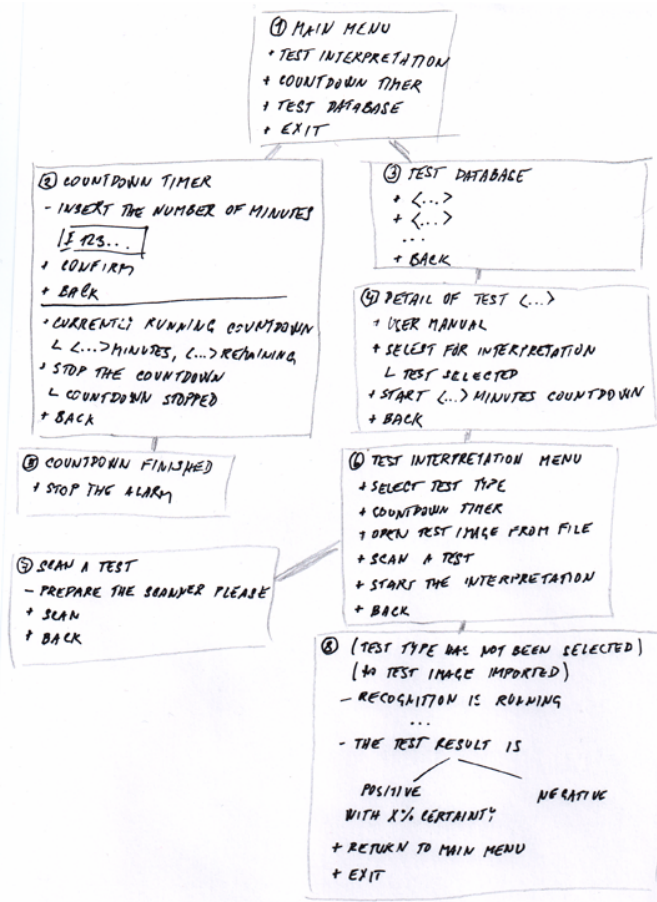 ① MAIN MENU
+ TEST INTERPRETATION
+ COUNTDOWN TIMER
+ TEST DATABASE
+ EXIT
② COUNTDOWN TIMER
- INSERT THE NUMBER OF MINUTES
I 123...
+ CONFIRM
+ BACK
+ CURRENTLY RUNNING COUNTDOWN
L <...> MINUTES, <...> REMAINING
+ STOP THE COUNTDOWN
L COUNTDOWN STOPPED
+ BACK
③ TEST DATABASE
+ <...>
+ <...>
...
+ BACK
④ DETAIL OF TEST <...>
+ USER MANUAL
+ SELECT FOR INTERPRETATION
L TEST SELECTED
+ START <...> MINUTES COUNTDOWN
+ BACK
⑤ COUNTDOWN FINISHED
+ STOP THE ALARM
⑥ TEST INTERPRETATION MENU
+ SELECT TEST TYPE
+ COUNTDOWN TIMER
+ OPEN TEST IMAGE FROM FILE
+ SCAN A TEST
+ START THE INTERPRETATION
+ BACK
⑦ SCAN A TEST
- PREPARE THE SCANNER PLEASE
+ SCAN
+ BACK
⑧ (TEST TYPE HAS NOT BEEN SELECTED)
(NO TEST IMAGE IMPORTED)
- RECOGNITION IS RUNNING
...
- THE TEST RESULT IS
POSITIVE NEGATIVE
WITH X% CERTAINTY
+ RETURN TO MAIN MENU
+ EXIT